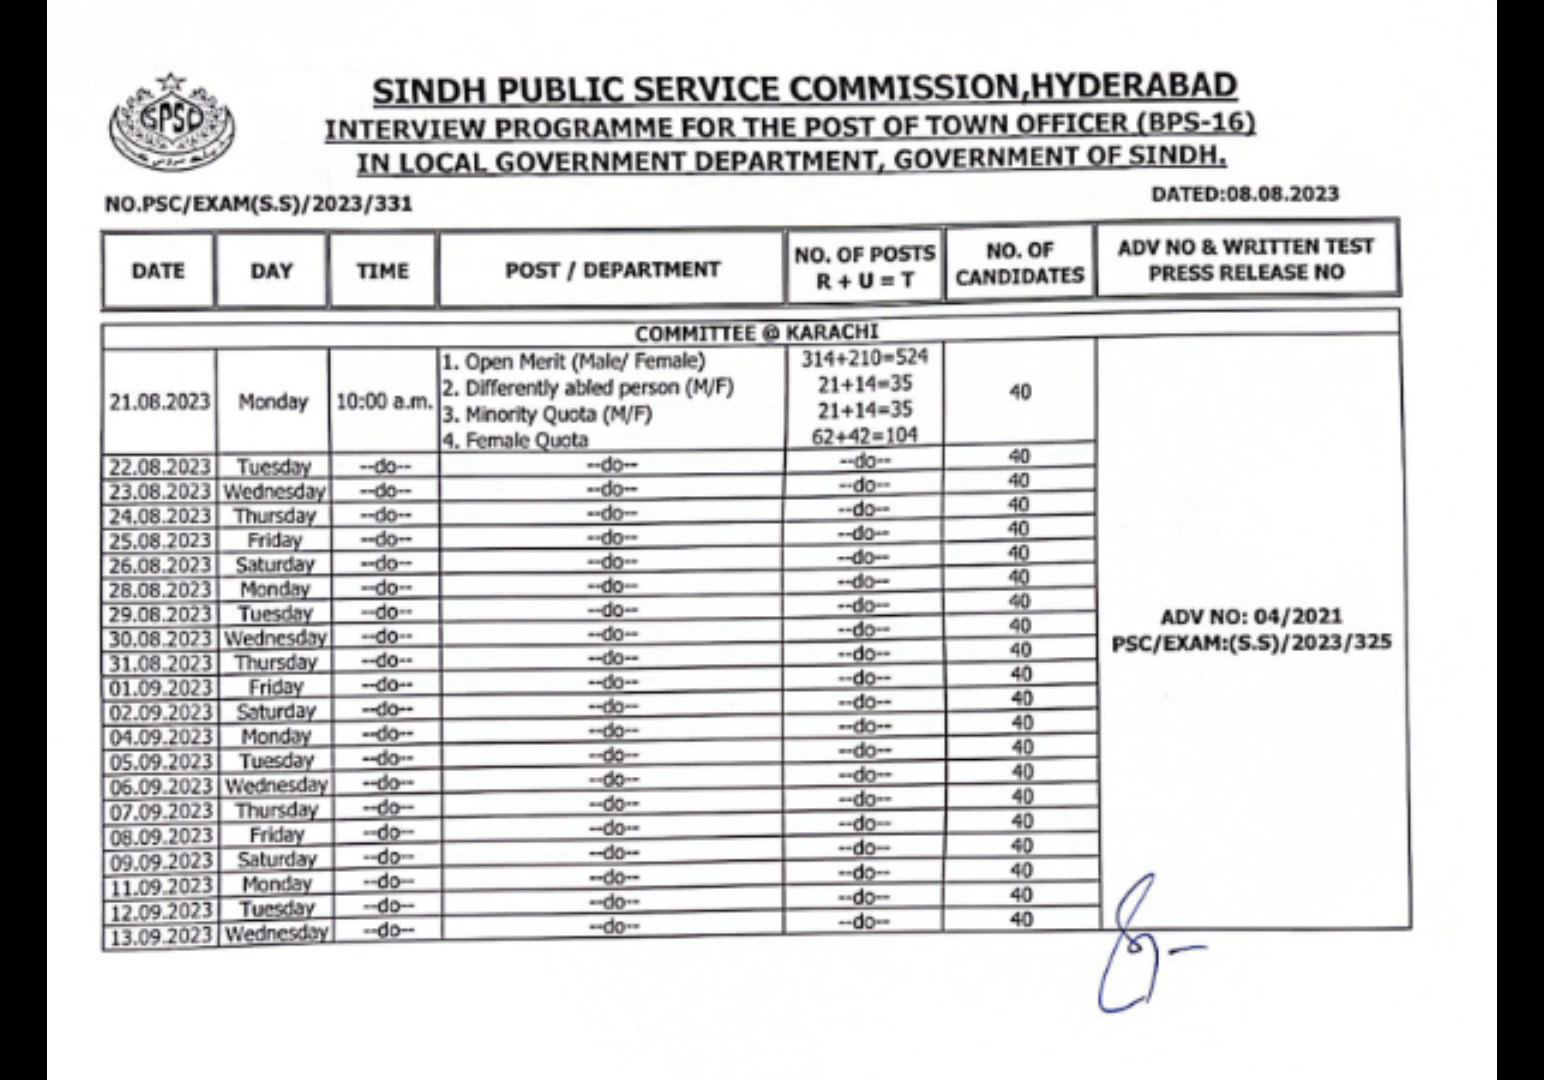 SINDH PUBLIC SERVICE COMMISSION,HYDERABAD
INTERVIEW PROGRAMME FOR THE POST OF TOWN OFFICER (BPS-16)
IN LOCAL GOVERNMENT DEPARTMENT, GOVERNMENT OF SINDH.
SPSC
NO.PSC/EXAM(S.S)/2023/331
DATED:08.08.2023
DATE DAY TIME POST / DEPARTMENT NO. OF POSTS R + U = T NO. OF CANDIDATES ADV NO & WRITTEN TEST PRESS RELEASE NO
COMMITTEE @ KARACHI
21.08.2023 Monday 10:00 a.m.
1. Open Merit (Male/ Female) 314+210=524
2. Differently abled person (M/F) 21+14=35
3. Minority Quota (M/F) 21+14=35
4. Female Quota 62+42=104
40
22.08.2023 Tuesday --do-- --do-- --do-- 40
23.08.2023 Wednesday --do-- --do-- --do-- 40
24.08.2023 Thursday --do-- --do-- --do-- 40
25.08.2023 Friday --do-- --do-- --do-- 40
26.08.2023 Saturday --do-- --do-- --do-- 40
28.08.2023 Monday --do-- --do-- --do-- 40
29.08.2023 Tuesday --do-- --do-- --do-- 40
30.08.2023 Wednesday --do-- --do-- --do-- 40
31.08.2023 Thursday --do-- --do-- --do-- 40
01.09.2023 Friday --do-- --do-- --do-- 40
02.09.2023 Saturday --do-- --do-- --do-- 40
04.09.2023 Monday --do-- --do-- --do-- 40
05.09.2023 Tuesday --do-- --do-- --do-- 40
06.09.2023 Wednesday --do-- --do-- --do-- 40
07.09.2023 Thursday --do-- --do-- --do-- 40
08.09.2023 Friday --do-- --do-- --do-- 40
09.09.2023 Saturday --do-- --do-- --do-- 40
11.09.2023 Monday --do-- --do-- --do-- 40
12.09.2023 Tuesday --do-- --do-- --do-- 40
13.09.2023 Wednesday --do-- --do-- --do-- 40
ADV NO: 04/2021
PSC/EXAM:(S.S)/2023/325